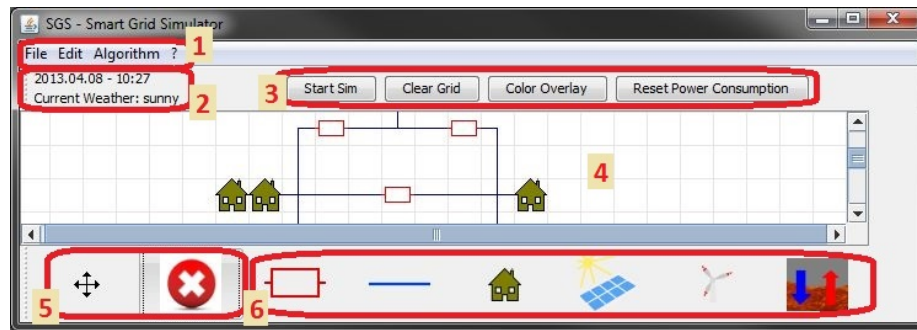 SGS - Smart Grid Simulator
File Edit Algorithm ?
1
2013.04.08 - 10:27
Current Weather: sunny
2
3
Start Sim Clear Grid Color Overlay Reset Power Consumption
4
5
6